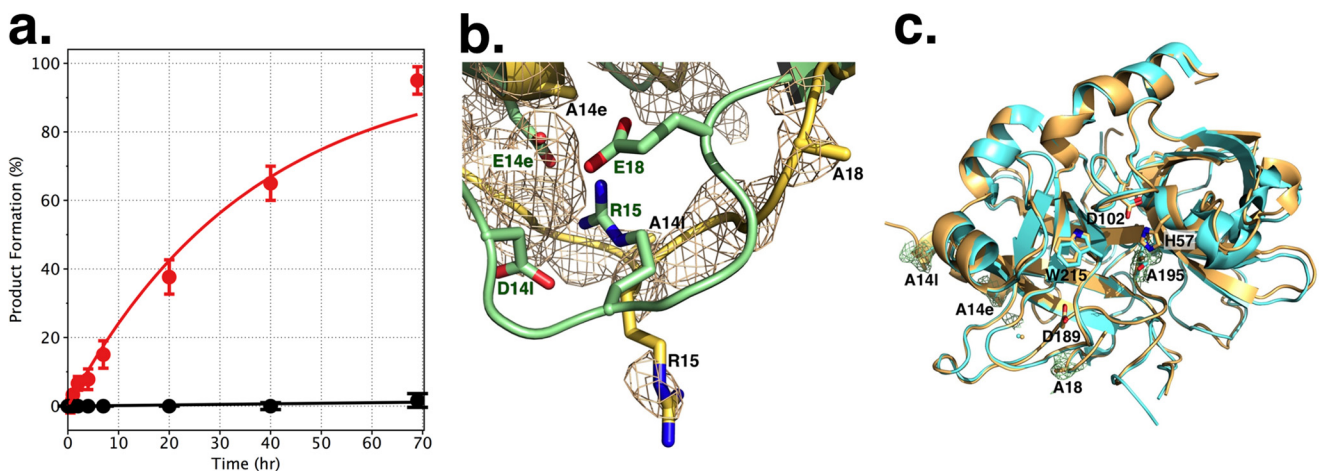 a.
Product Formation (%)
100
80
60
40
20
0
0 10 20 30 40 50 60 70
Time (hr)
b.
A14e
E14e
E18
A18
R15
A14l
D14l
R15
c.
D102
H57
W215
A195
A14l
A14e
D189
A18